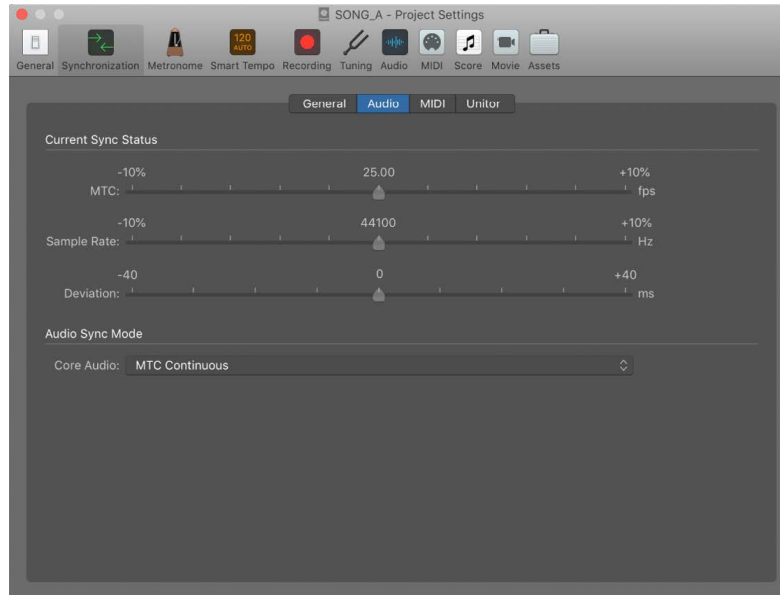 SONG_A - Project Settings
120
AUTO
General Synchronization Metronome Smart Tempo Recording Tuning Audio MIDI Score Movie Assets
General Audio MIDI Unitor
Current Sync Status
-10% 25.00 +10%
MTC: fps
-10% 44100 +10%
Sample Rate: Hz
-40 0 +40
Deviation: ms
Audio Sync Mode
Core Audio: MTC Continuous